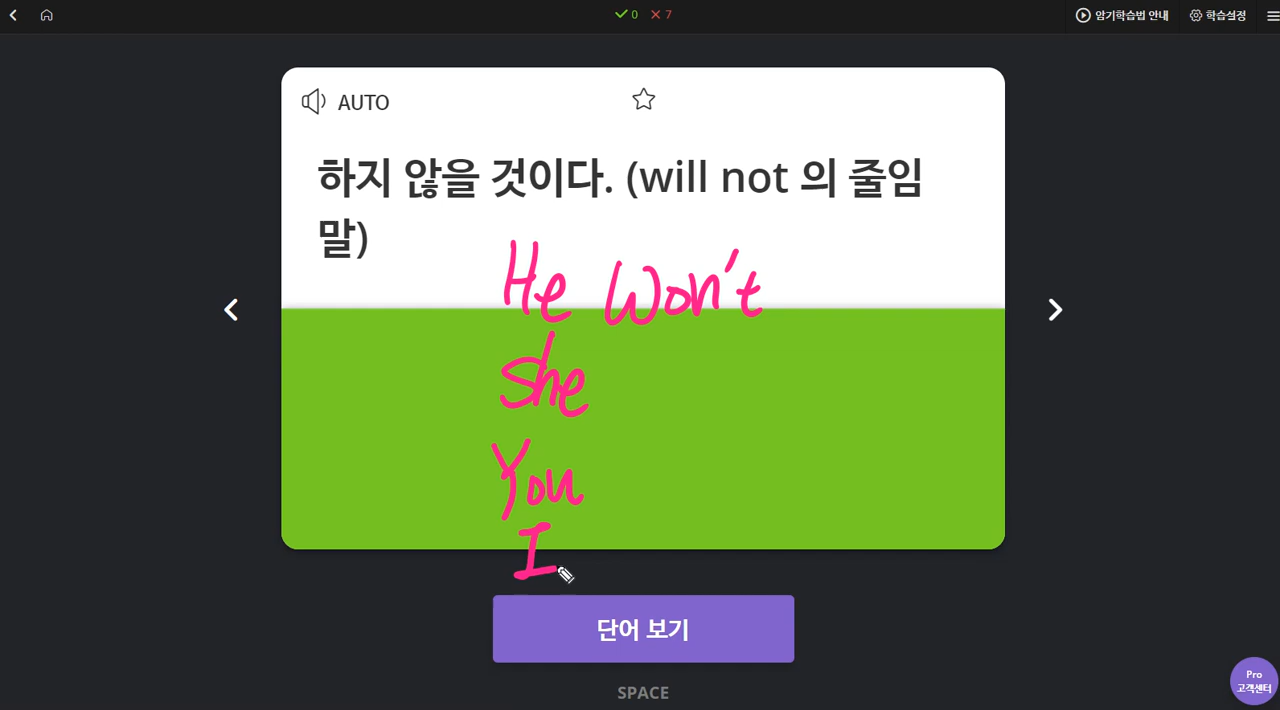 0 7 암기학습법 안내 학습설정
AUTO
하지 않을 것이다. (will not 의 줄임
말)
He Won't
She
You
I
단어 보기
SPACE
Pro
고객센터